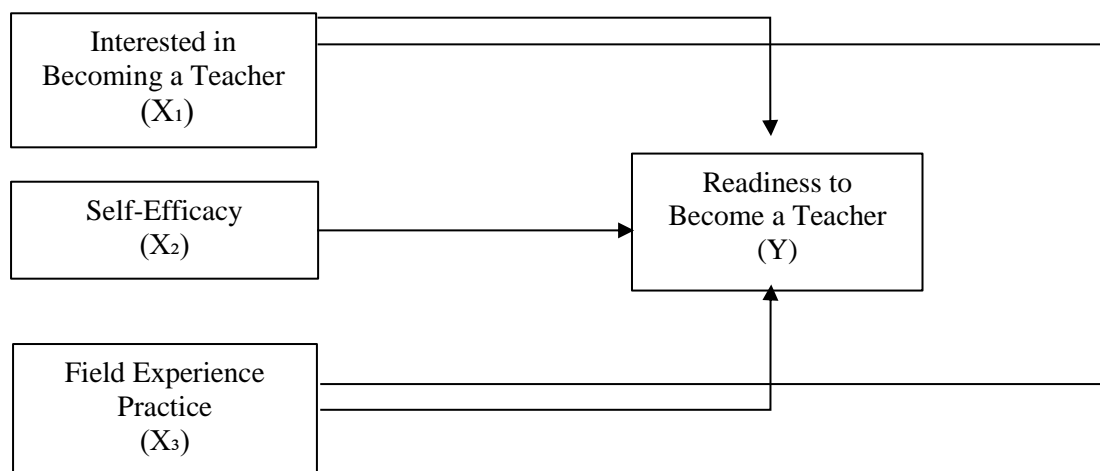 Interested in
Becoming a Teacher
(X₁)
Self-Efficacy
(X₂)
Readiness to
Become a Teacher
(Y)
Field Experience
Practice
(X₃)